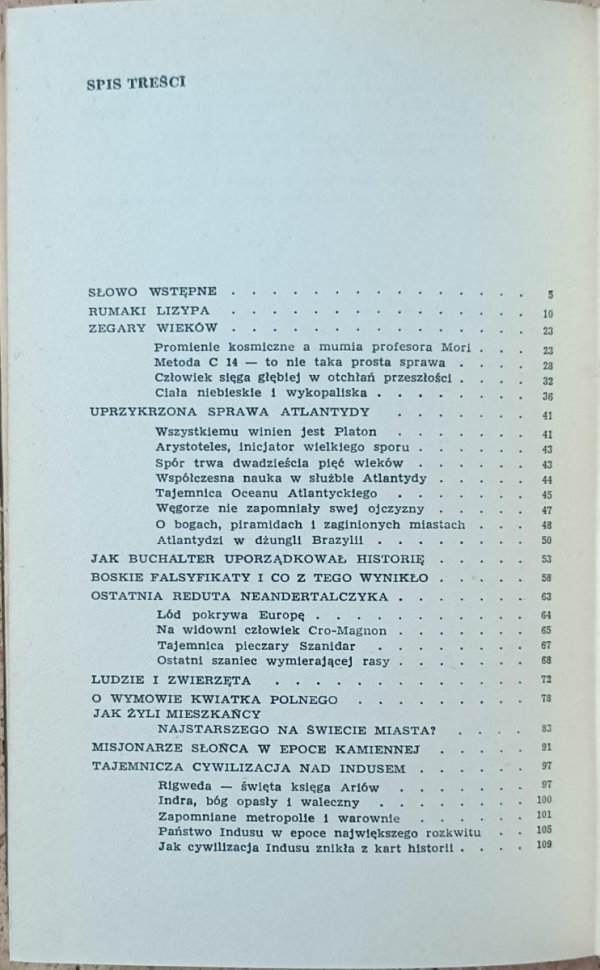 SPIS TREŚCI
SŁOWO WSTĘPNE . . . . . . . . . . . . . . . 5
RUMAKI LIZYPA . . . . . . . . . . . . . . . 10
ZEGARY WIEKÓW . . . . . . . . . . . . . . . 23
Promienie kosmiczne a mumia profesora Mori . . . 23
Metoda C 14 — to nie taka prosta sprawa . . . . 28
Człowiek sięga głębiej w otchłań przeszłości . . . . 32
Ciała niebieskie i wykopaliska . . . . . . . . 36
UPRZYKRZONA SPRAWA ATLANTYDY . . . . . . . 41
Wszystkiemu winien jest Platon . . . . . . . 41
Arystoteles, inicjator wielkiego sporu . . . . . . 43
Spór trwa dwadzieścia pięć wieków . . . . . . 43
Współczesna nauka w służbie Atlantydy . . . . . 44
Tajemnica Oceanu Atlantyckiego . . . . . . . 45
Węgorze nie zapomniały swej ojczyzny . . . . . 47
O bogach, piramidach i zaginionych miastach . . . 48
Atlantydzi w dżungli Brazylii . . . . . . . . 50
JAK BUCHALTER UPORZĄDKOWAŁ HISTORIĘ . . . . . 53
BOSKIE FALSYFIKATY I CO Z TEGO WYNIKŁO . . . . . 58
OSTATNIA REDUTA NEANDERTALCZYKA . . . . . . . 63
Lód pokrywa Europę . . . . . . . . . . . 64
Na widowni człowiek Cro-Magnon . . . . . . . 65
Tajemnica pieczary Szanidar . . . . . . . . 67
Ostatni szaniec wymierającej rasy . . . . . . . 68
LUDZIE I ZWIERZĘTA . . . . . . . . . . . . 72
O WYMOWIE KWIATKA POLNEGO . . . . . . . . . 78
JAK ŻYLI MIESZKAŃCY
NAJSTARSZEGO NA ŚWIECIE MIASTA? . . . . 83
MISJONARZE SŁOŃCA W EPOCE KAMIENNEJ . . . . . 91
TAJEMNICZA CYWILIZACJA NAD INDUSEM . . . . . . 97
Rigweda — święta księga Ariów . . . . . . . 97
Indra, bóg opasły i waleczny . . . . . . . . 100
Zapomniane metropolie i warownie . . . . . . 101
Państwo Indusu w epoce największego rozkwitu . . 105
Jak cywilizacja Indusu znikła z kart historii . . . . 109